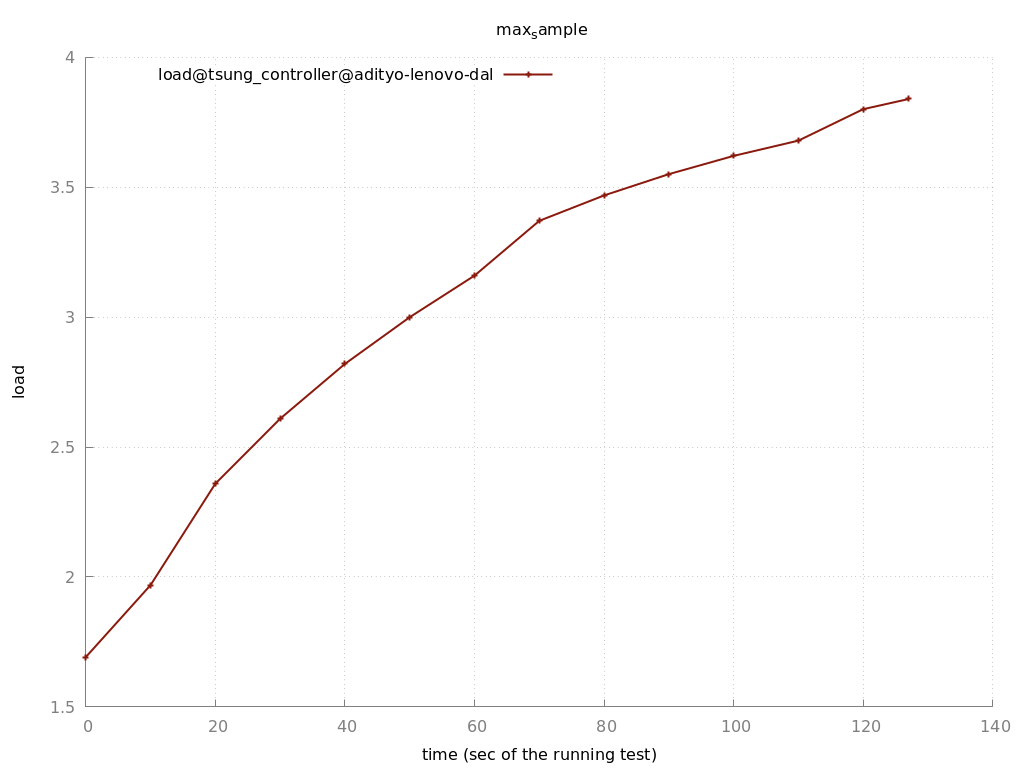 max_sample
load@tsung_controller@adityo-lenovo-dal
4
3.5
3
2.5
2
1.5
load
0 20 40 60 80 100 120 140
time (sec of the running test)